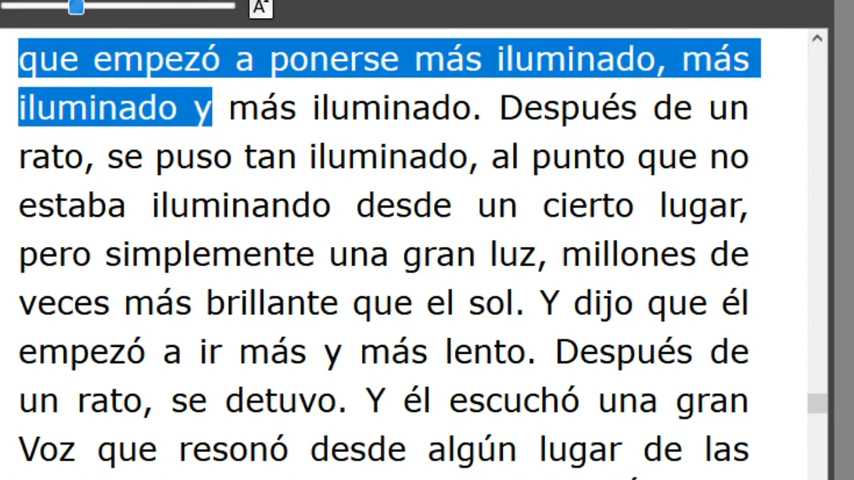 A
que empezó a ponerse más iluminado, más
iluminado y más iluminado. Después de un
rato, se puso tan iluminado, al punto que no
estaba iluminando desde un cierto lugar,
pero simplemente una gran luz, millones de
veces más brillante que el sol. Y dijo que él
empezó a ir más y más lento. Después de
un rato, se detuvo. Y él escuchó una gran
Voz que resonó desde algún lugar de las